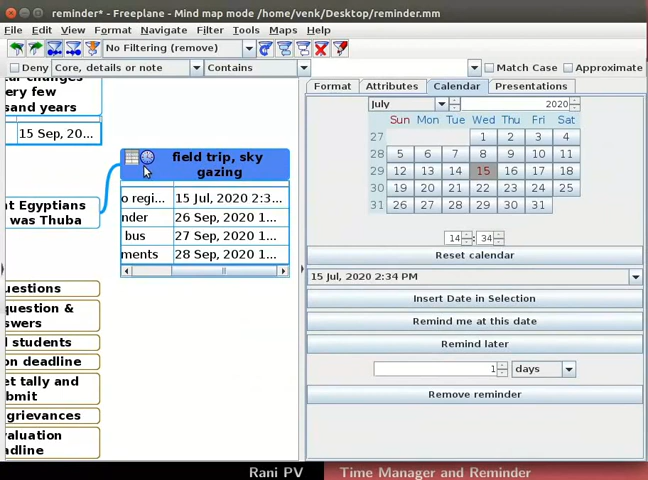 reminder* - Freeplane - Mind map mode /home/venk/Desktop/reminder.mm
File Edit View Format Navigate Filter Tools Maps Help
No Filtering (remove)
Deny Core, details or note Contains Match Case Approximate
very few
usand years
15 Sep, 20...
field trip, sky
gazing
o regi... 15 Jul, 2020 2:3...
nder 26 Sep, 2020 1...
bus 27 Sep, 2020 1...
ments 28 Sep, 2020 1...
t Egyptians
was Thuba
uestions
question &
swers
l students
on deadline
et tally and
bmit
grievances
valuation
adline
Format Attributes Calendar Presentations
July 2020
Sun Mon Tue Wed Thu Fri Sat
27 1 2 3 4
28 5 6 7 8 9 10 11
29 12 13 14 15 16 17 18
30 19 20 21 22 23 24 25
31 26 27 28 29 30 31
14:34
Reset calendar
15 Jul, 2020 2:34 PM
Insert Date in Selection
Remind me at this date
Remind later
1 days
Remove reminder
Rani PV Time Manager and Reminder